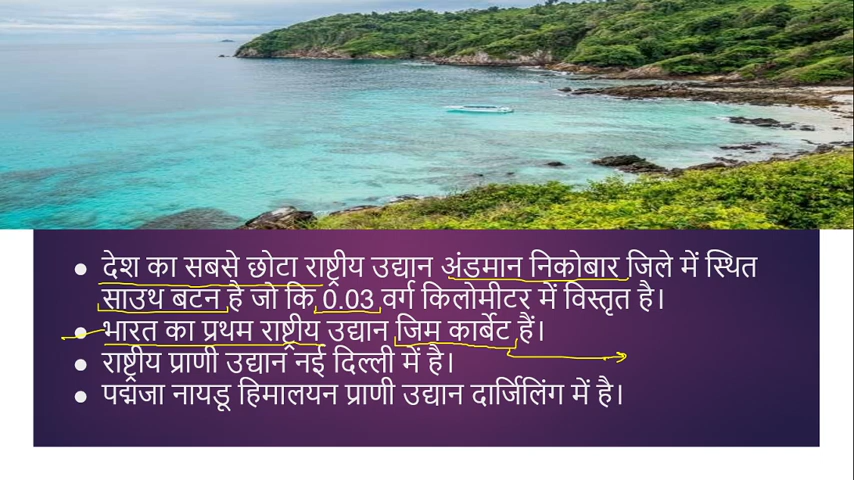 • देश का सबसे छोटा राष्ट्रीय उद्यान अंडमान निकोबार जिले में स्थित
साउथ बटन है जो कि 0.03 वर्ग किलोमीटर में विस्तृत है।
• भारत का प्रथम राष्ट्रीय उद्यान जिम कार्बेट हैं।
• राष्ट्रीय प्राणी उद्यान नई दिल्ली में है।
• पद्मजा नायडू हिमालयन प्राणी उद्यान दार्जिलिंग में है।